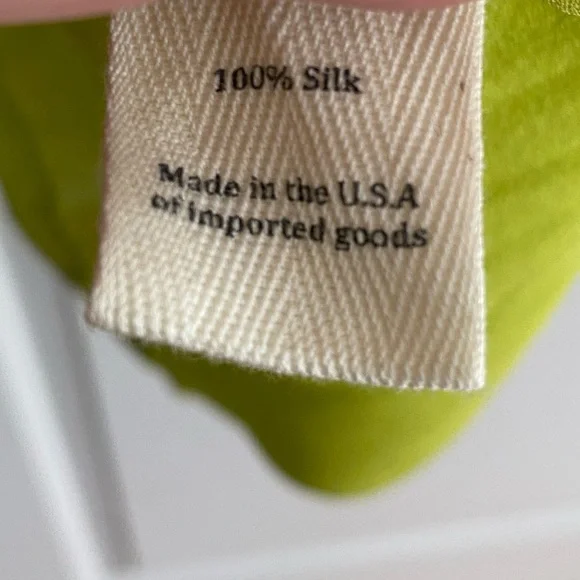 100% Silk
Made in the U.S.A
of imported goods